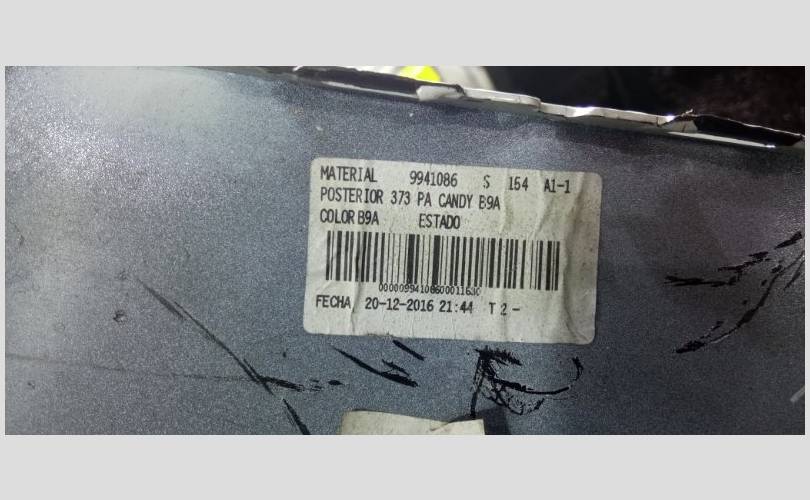 MATERIAL 9941086 S 154 A1-1
POSTERIOR 373 PA CANDY B9A
COLOR B9A ESTADO
00000994108600011630
FECHA 20-12-2016 21:44 T 2 -